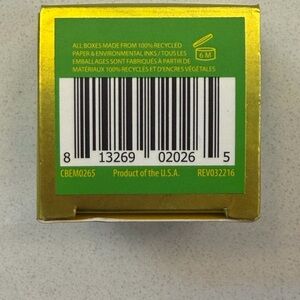 ALL BOXES MADE FROM 100% RECYCLED
PAPER & ENVIRONMENTAL INKS / TOUS LES
EMBALLAGES SONT FABRIQUÉS À PARTIR DE
MATÉRIAUX 100% RECYCLÉS ET D'ENCRES VÉGÉTALES
6M
8 13269 02026 5
CBEM0265 Product of the U.S.A. REV032216